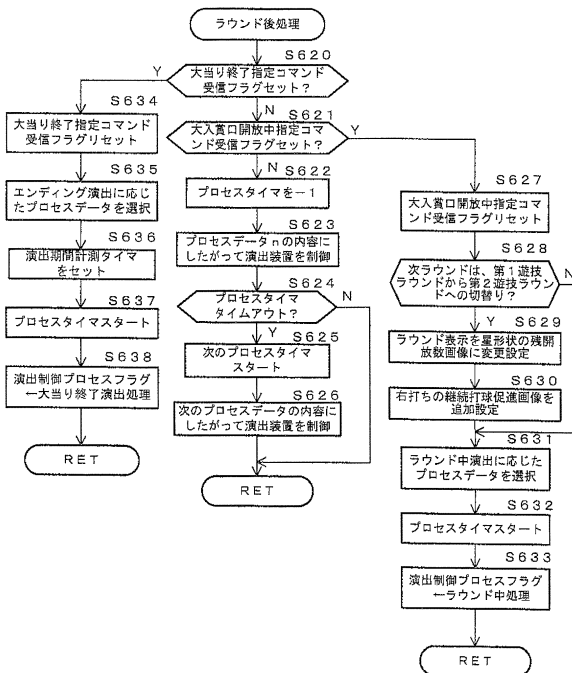 ラウンド後処理
S620
大当り終了指定コマンド
受信フラグセット？
Y
N
S634
大当り終了指定コマンド
受信フラグリセット
S635
エンディング演出に応じ
たプロセスデータを選択
S636
演出期間計測タイマ
をセット
S637
プロセスタイマスタート
S638
演出制御プロセスフラグ
←大当り終了演出処理
RET
S621
大入賞口開放中指定コマ
ンド受信フラグセット？
Y
N
S622
プロセスタイマを－1
S623
プロセスデータnの内容に
したがって演出装置を制御
S624
プロセスタイマ
タイムアウト？
N
Y
S625
次のプロセスタイマ
スタート
S626
次のプロセスデータの内容に
したがって演出装置を制御
RET
S627
大入賞口開放中指定コマ
ンド受信フラグリセット
S628
次ラウンドは、第1遊技
ラウンドから第2遊技ラウン
ドへの切替り？
N
Y
S629
ラウンド表示を星形状の残開
放数画像に変更設定
S630
右打ちの継続打球促進画像を
追加設定
S631
ラウンド中演出に応じた
プロセスデータを選択
S632
プロセスタイマスタート
S633
演出制御プロセスフラグ
←ラウンド中処理
RET